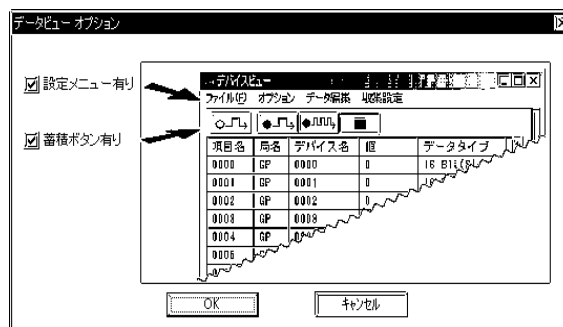 データビュー オプション
設定メニュー有り
蓄積ボタン有り
デバイスビュー
ファイル(F) オプション データ編集 収集設定
項目名 局名 デバイス名 値 データタイプ
0000 GP 0000 0 16 Bit(S
0001 GP 0001 0 16
0002 GP 0002 0
0003 GP 0003
0004 GP
0005
OK キャンセル